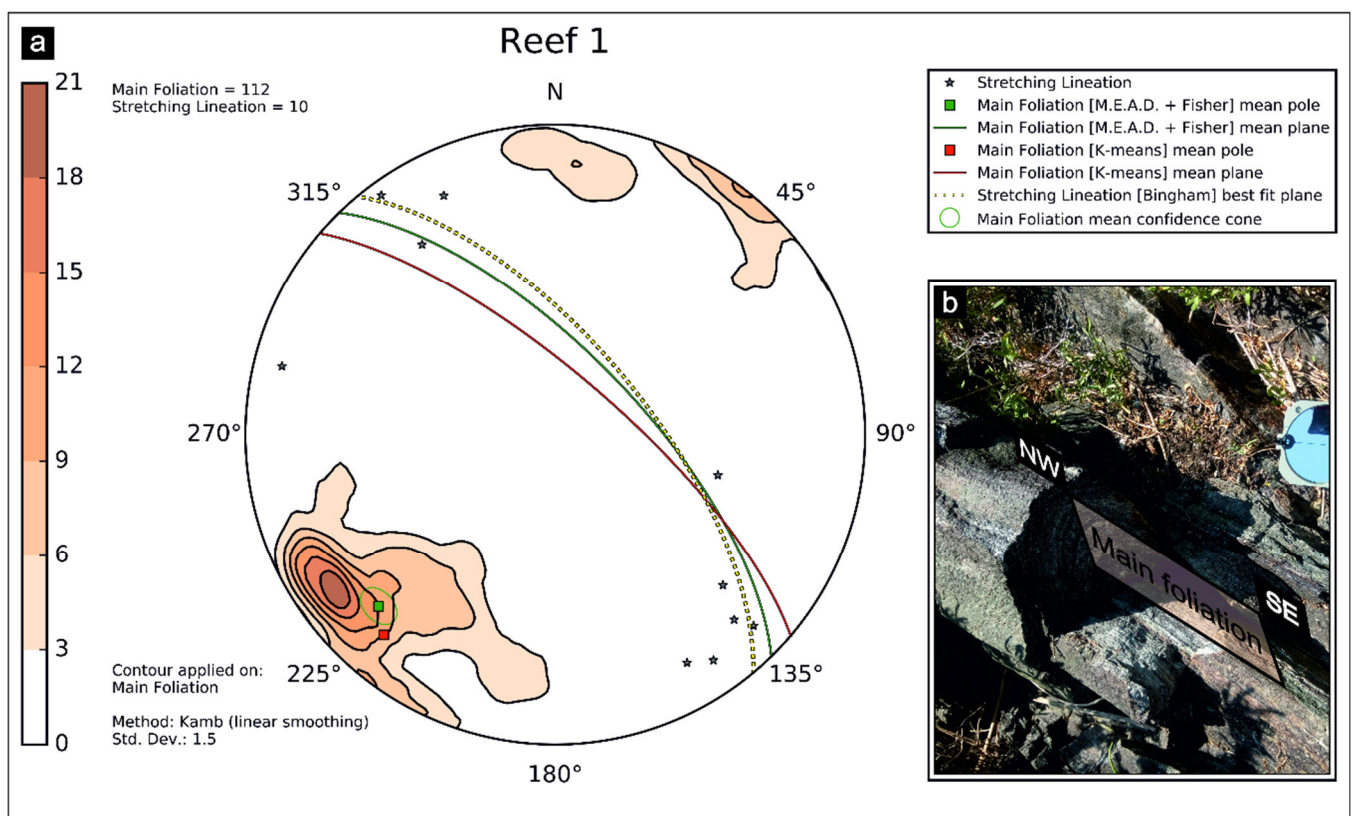 a
Reef 1
21
18
15
12
9
6
3
0
Main Foliation = 112
Stretching Lineation = 10
N
45°
90°
135°
180°
225°
270°
315°
Contour applied on:
Main Foliation
Method: Kamb (linear smoothing)
Std. Dev.: 1.5
Stretching Lineation
Main Foliation [M.E.A.D. + Fisher] mean pole
Main Foliation [M.E.A.D. + Fisher] mean plane
Main Foliation [K-means] mean pole
Main Foliation [K-means] mean plane
Stretching Lineation [Bingham] best fit plane
Main Foliation mean confidence cone
b
NW
Main foliation
SE